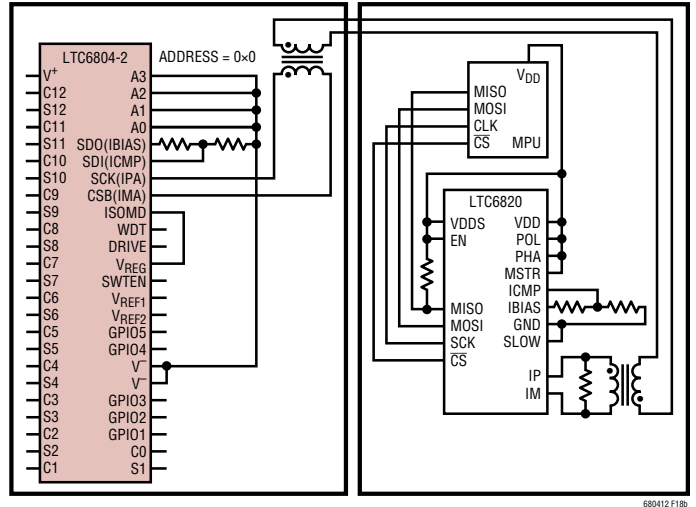 LTC6804-2
ADDRESS = 0×0
V+
C12
S12
C11
S11
C10
S10
C9
S9
C8
S8
C7
S7
C6
S6
C5
S5
C4
S4
C3
S3
C2
S2
C1
A3
A2
A1
A0
SDO(IBIAS)
SDI(ICMP)
SCK(IPA)
CSB(IMA)
ISOMD
WDT
DRIVE
VREG
SWTEN
VREF1
VREF2
GPIO5
GPIO4
V–
V–
GPIO3
GPIO2
GPIO1
C0
S1
VDD
MISO
MOSI
CLK
CS MPU
LTC6820
VDDS
EN
MISO
MOSI
SCK
CS
VDD
POL
PHA
MSTR
ICMP
IBIAS
GND
SLOW
IP
IM
680412 F18b